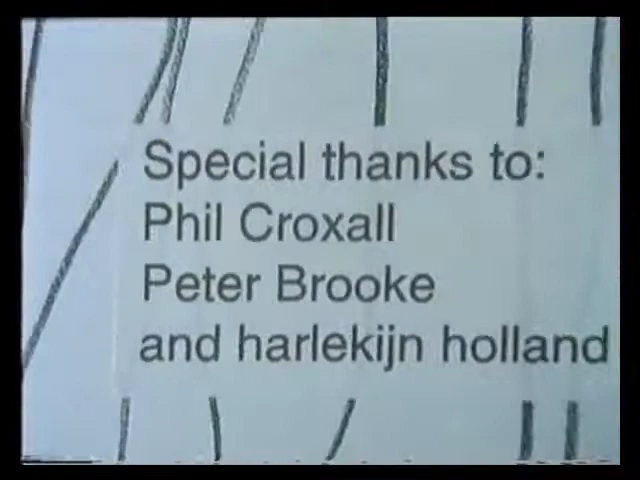 Special thanks to:
Phil Croxall
Peter Brooke
and harlekijn holland